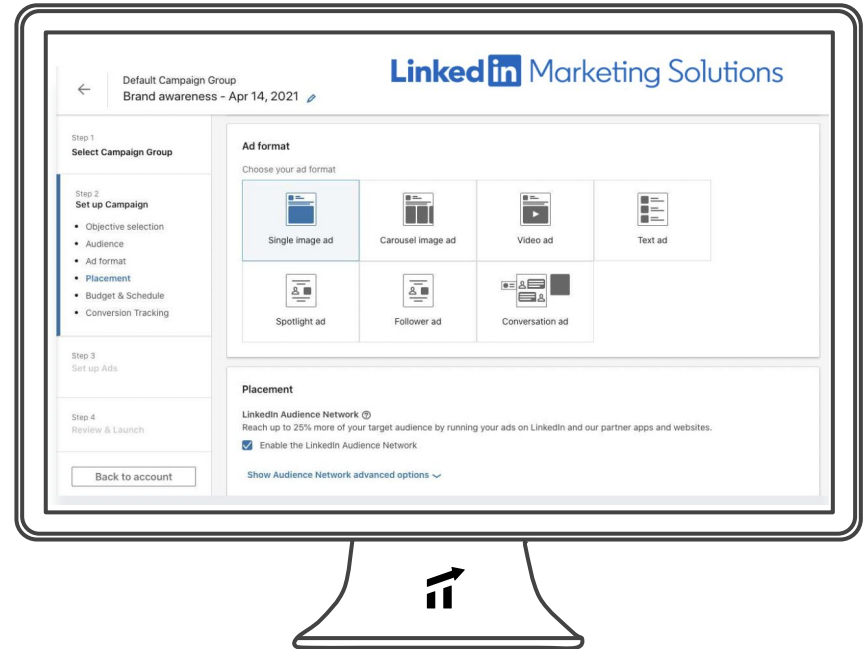 Linked in Marketing Solutions
Default Campaign Group
Brand awareness - Apr 14, 2021
Step 1
Select Campaign Group
Step 2
Set up Campaign
• Objective selection
• Audience
• Ad format
• Placement
• Budget & Schedule
• Conversion Tracking
Step 3
Set up Ads
Step 4
Review & Launch
Back to account
Ad format
Choose your ad format
Single image ad
Carousel image ad
Video ad
Text ad
Spotlight ad
Follower ad
Conversation ad
Placement
LinkedIn Audience Network
Reach up to 25% more of your target audience by running your ads on LinkedIn and our partner apps and websites.
Enable the LinkedIn Audience Network
Show Audience Network advanced options